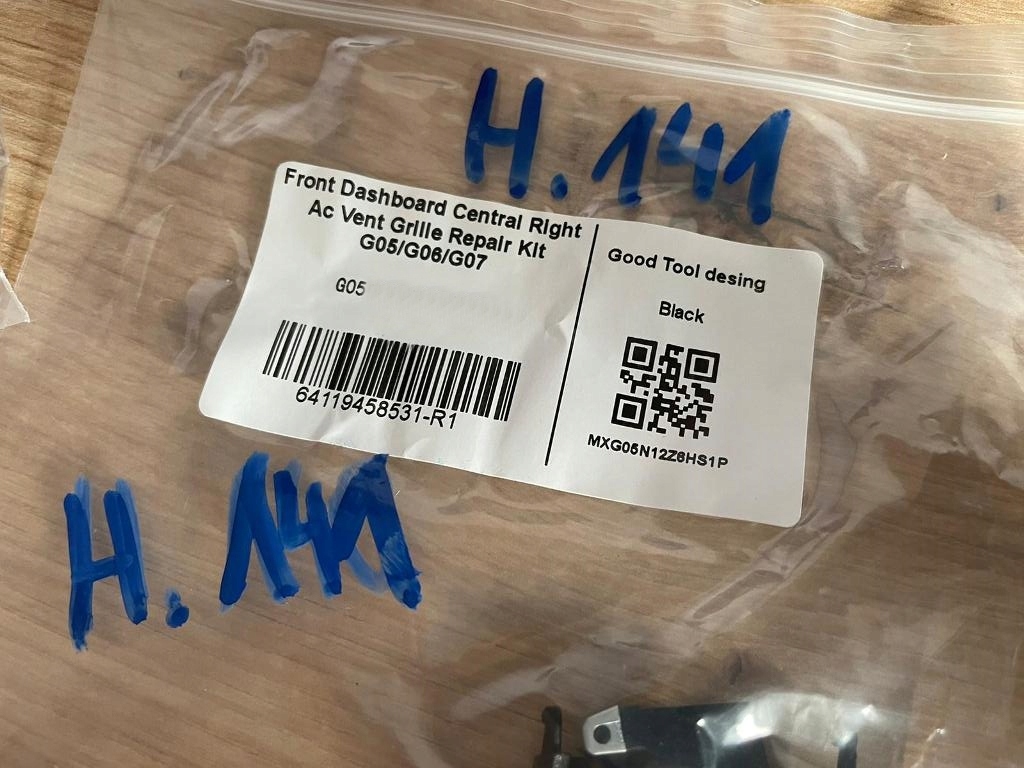 H.141
Front Dashboard Central Right
Ac Vent Grille Repair Kit
G05/G06/G07
G05
64119458531-R1
Good Tool desing
Black
MXG05N12Z6HS1P
H.141